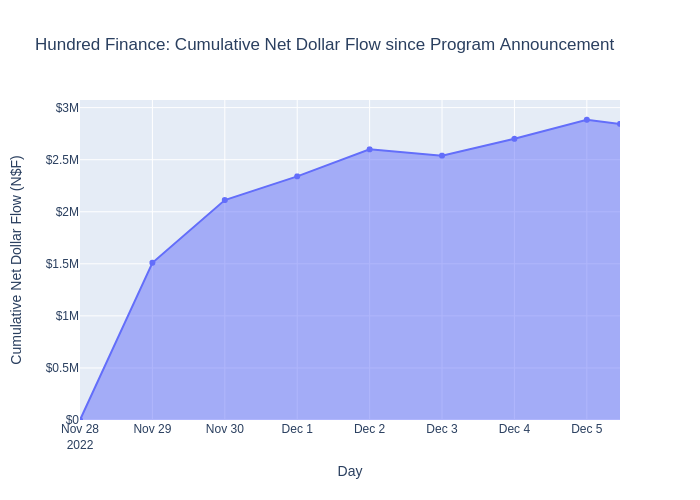 Hundred Finance: Cumulative Net Dollar Flow since Program Announcement
Cumulative Net Dollar Flow (N$F)
$3M
$2.5M
$2M
$1.5M
$1M
$0.5M
$0
Nov 28 Nov 29 Nov 30 Dec 1 Dec 2 Dec 3 Dec 4 Dec 5
2022
Day